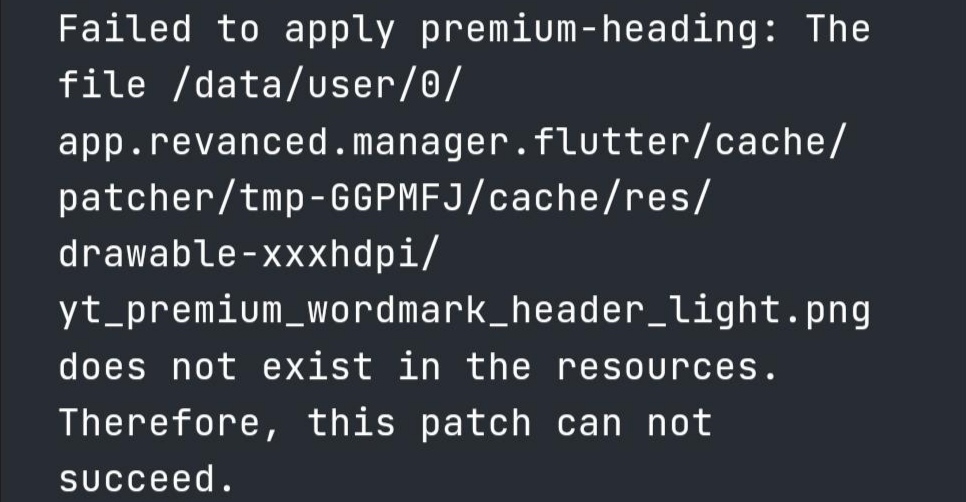 Failed to apply premium-heading: The
file /data/user/0/
app.revanced.manager.flutter/cache/
patcher/tmp-GGPMFJ/cache/res/
drawable-xxxhdpi/
yt_premium_wordmark_header_light.png
does not exist in the resources.
Therefore, this patch can not
succeed.